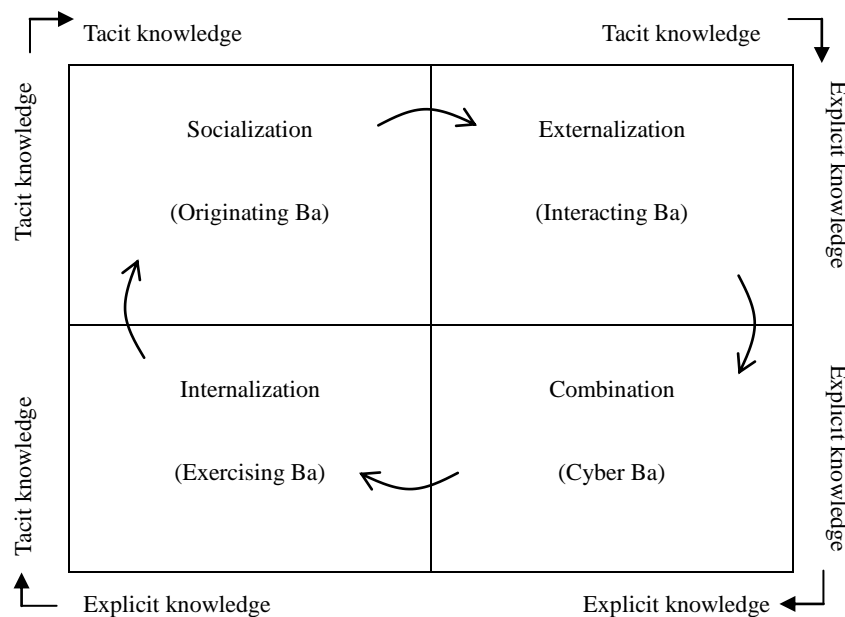 Tacit knowledge
Tacit knowledge
Tacit knowledge
Explicit knowledge
Socialization
Externalization
(Originating Ba)
(Interacting Ba)
Tacit knowledge
Explicit knowledge
Internalization
Combination
(Exercising Ba)
(Cyber Ba)
Explicit knowledge
Explicit knowledge